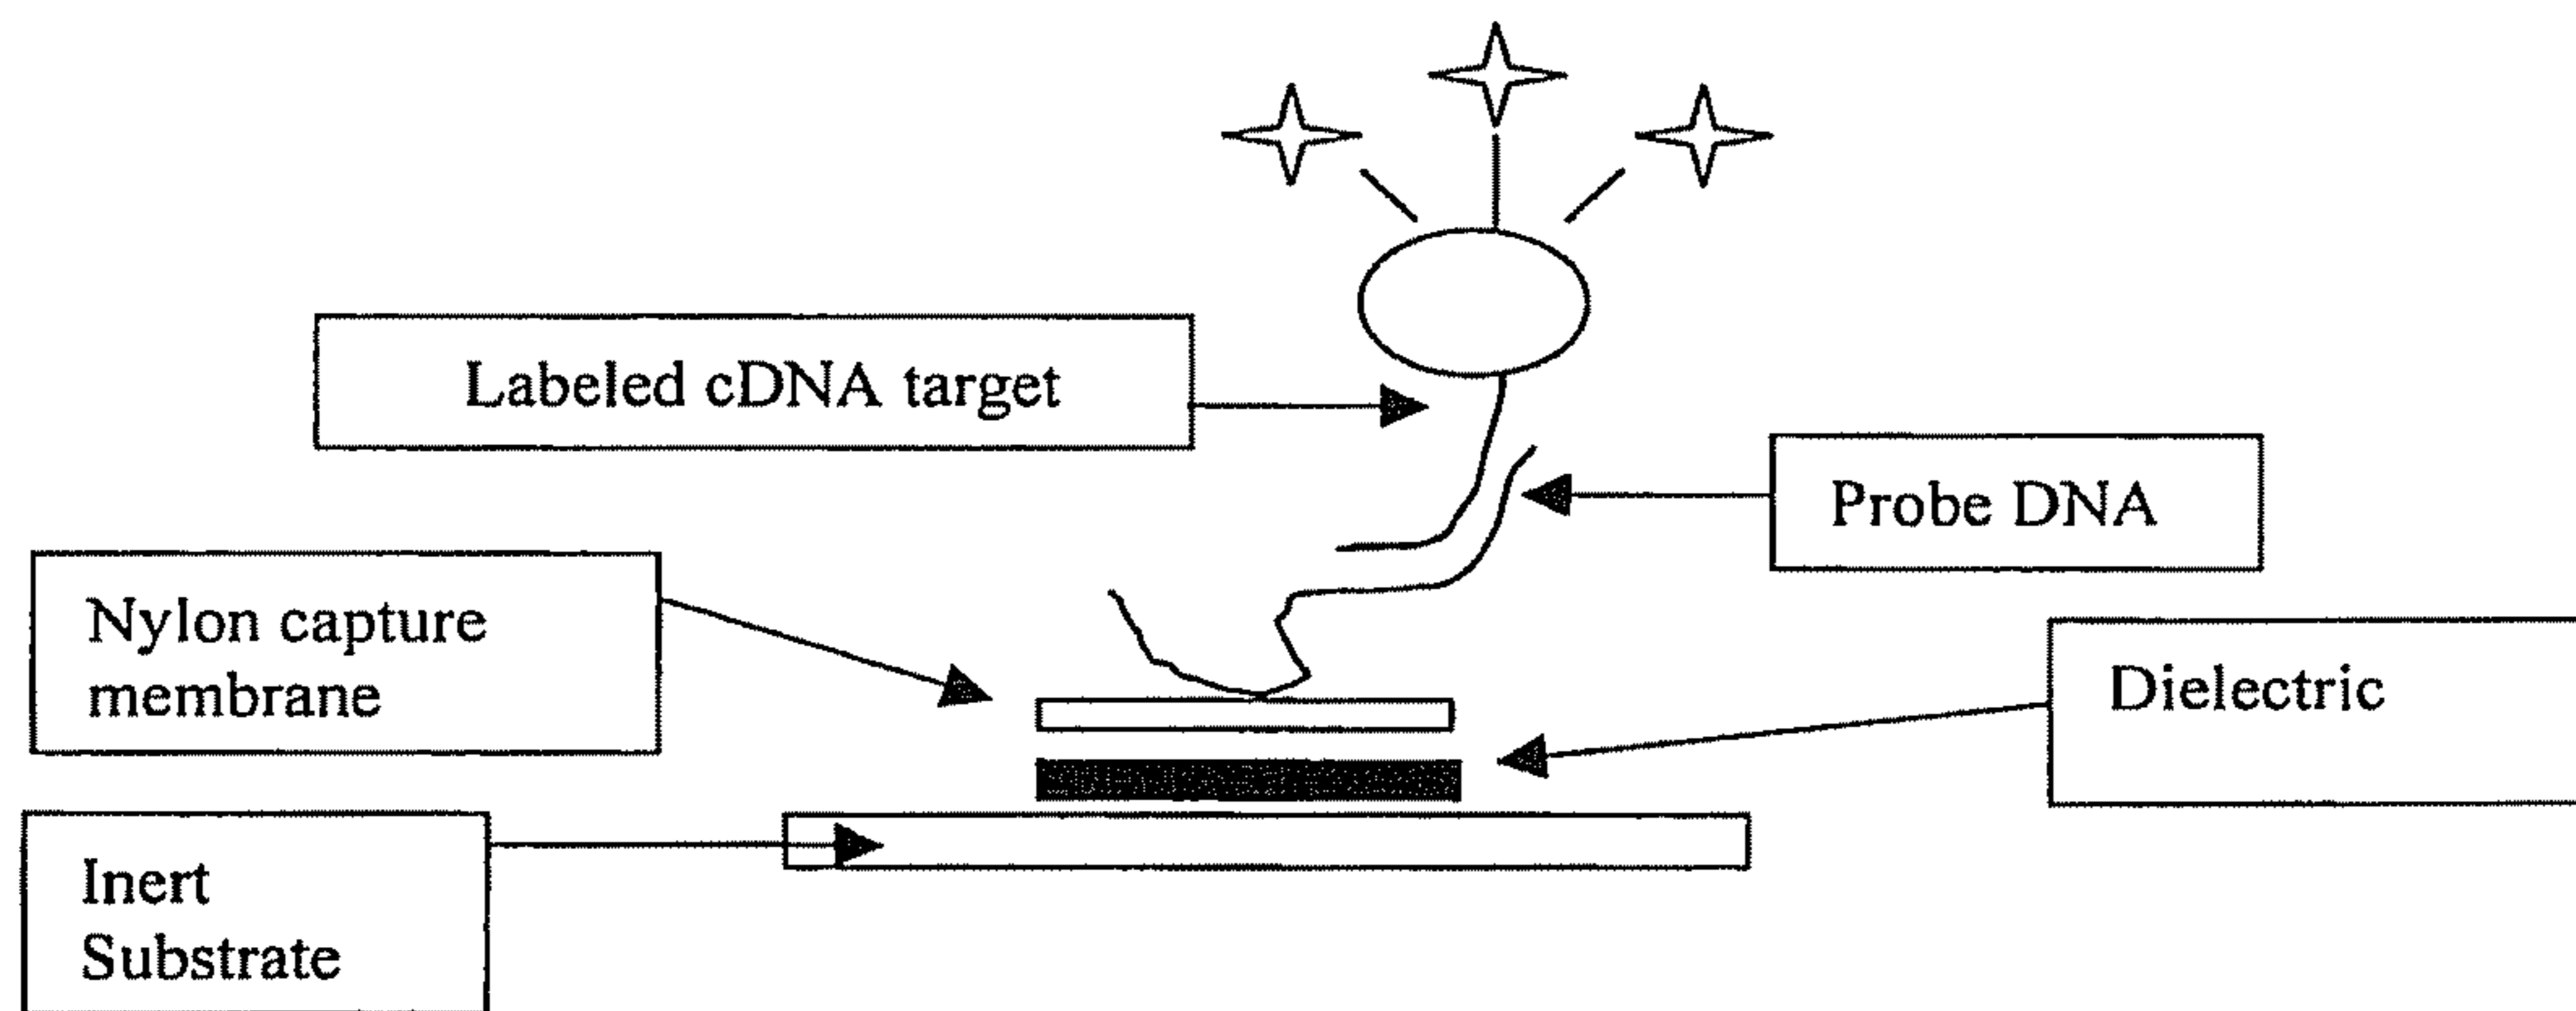 Labeled cDNA target
Probe DNA
Nylon capture
membrane
Dielectric
Inert
Substrate